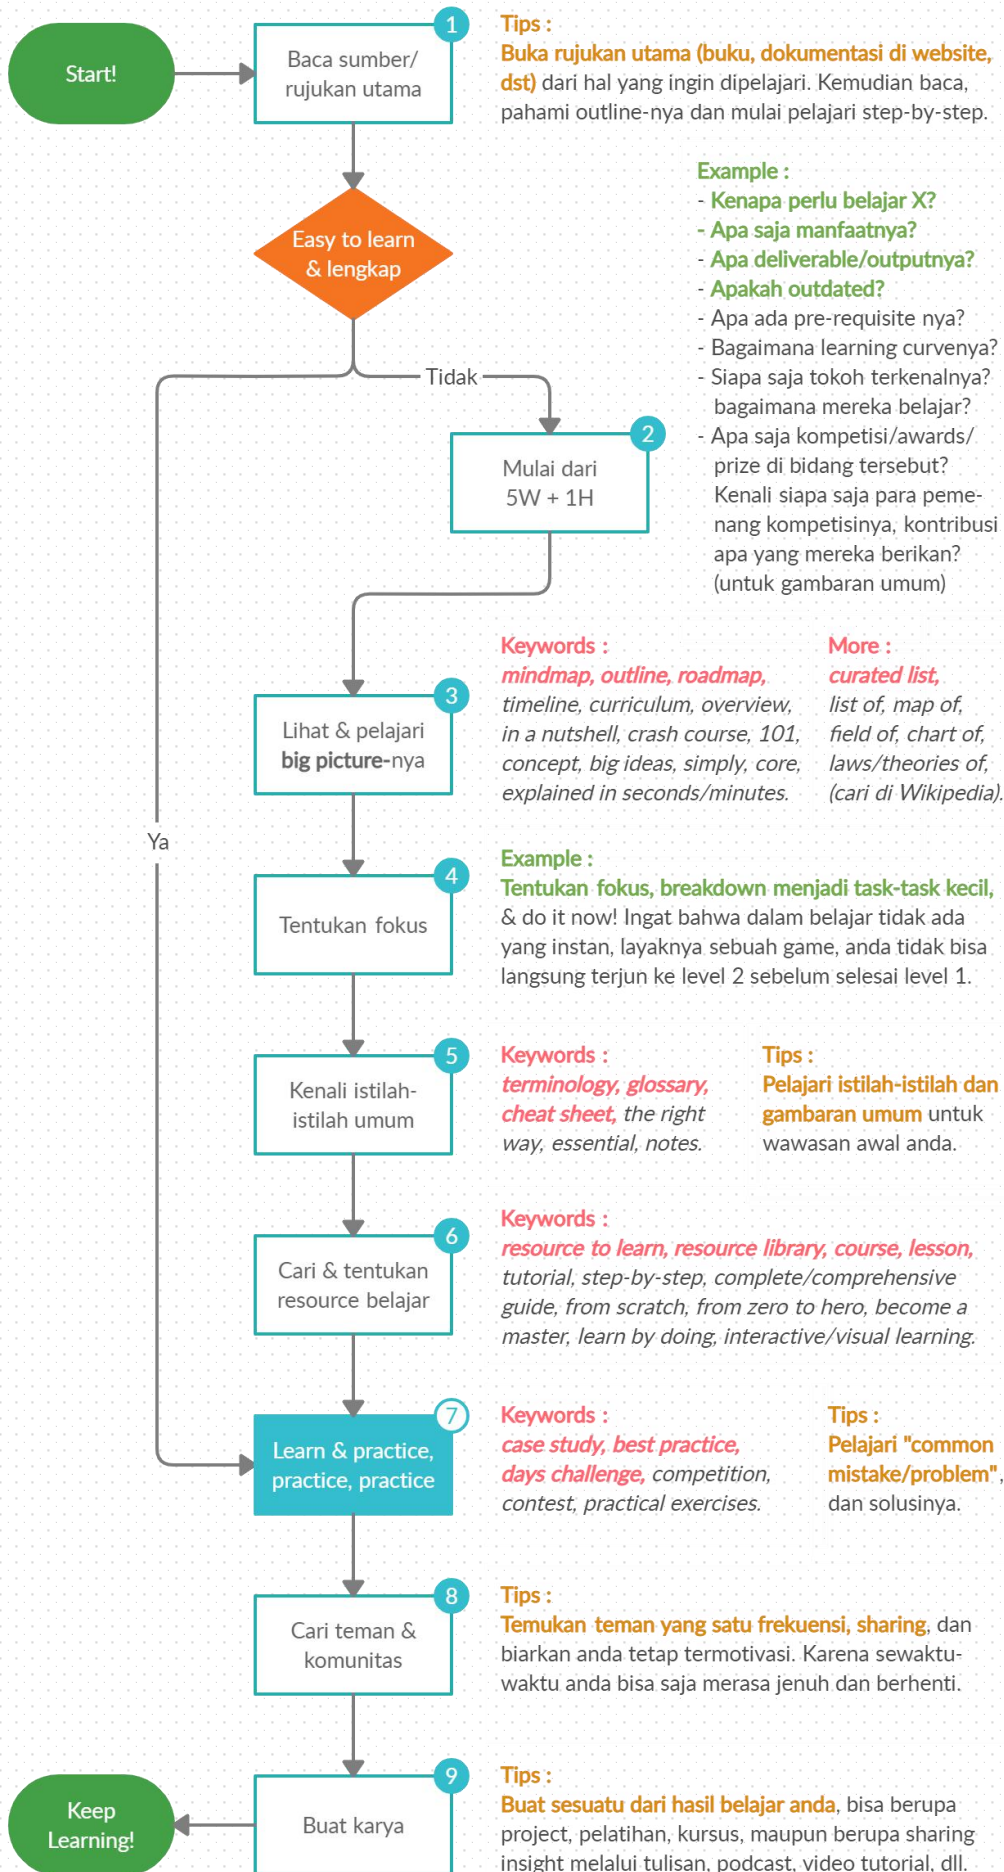 Start!
1
Baca sumber/
rujukan utama
Tips :
Buka rujukan utama (buku, dokumentasi di website,
dst) dari hal yang ingin dipelajari. Kemudian baca,
pahami outline-nya dan mulai pelajari step-by-step.
Easy to learn
& lengkap
Example :
- Kenapa perlu belajar X?
- Apa saja manfaatnya?
- Apa deliverable/outputnya?
- Apakah outdated?
- Apa ada pre-requisite nya?
- Bagaimana learning curvenya?
- Siapa saja tokoh terkenalnya?
bagaimana mereka belajar?
- Apa saja kompetisi/awards/
prize di bidang tersebut?
Kenali siapa saja para peme-
nang kompetisinya, kontribusi
apa yang mereka berikan?
(untuk gambaran umum)
Tidak
2
Mulai dari
5W + 1H
3
Lihat & pelajari
big picture-nya
Keywords :
mindmap, outline, roadmap,
timeline, curriculum, overview,
in a nutshell, crash course, 101,
concept, big ideas, simply, core,
explained in seconds/minutes.
More :
curated list,
list of, map of,
field of, chart of,
laws/theories of,
(cari di Wikipedia).
Ya
4
Tentukan fokus
Example :
Tentukan fokus, breakdown menjadi task-task kecil,
& do it now! Ingat bahwa dalam belajar tidak ada
yang instan, layaknya sebuah game, anda tidak bisa
langsung terjun ke level 2 sebelum selesai level 1.
5
Kenali istilah-
istilah umum
Keywords :
terminology, glossary,
cheat sheet, the right
way, essential, notes.
Tips :
Pelajari istilah-istilah dan
gambaran umum untuk
wawasan awal anda.
6
Cari & tentukan
resource belajar
Keywords :
resource to learn, resource library, course, lesson,
tutorial, step-by-step, complete/comprehensive
guide, from scratch, from zero to hero, become a
master, learn by doing, interactive/visual learning.
7
Learn & practice,
practice, practice
Keywords :
case study, best practice,
days challenge, competition,
contest, practical exercises.
Tips :
Pelajari "common
mistake/problem",
dan solusinya.
8
Cari teman &
komunitas
Tips :
Temukan teman yang satu frekuensi, sharing, dan
biarkan anda tetap termotivasi. Karena sewaktu-
waktu anda bisa saja merasa jenuh dan berhenti.
9
Buat karya
Tips :
Buat sesuatu dari hasil belajar anda, bisa berupa
project, pelatihan, kursus, maupun berupa sharing
insight melalui tulisan, podcast, video tutorial, dll.
Keep
Learning!